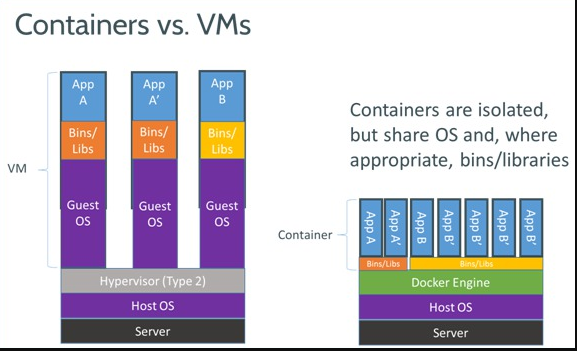 Containers vs. VMs
App
A
App
A′
App
B
Bins/
Libs
Bins/
Libs
Bins/
Libs
VM
Guest
OS
Guest
OS
Guest
OS
Hypervisor (Type 2)
Host OS
Server
Containers are isolated,
but share OS and, where
appropriate, bins/libraries
Container
App A
App A′
App B
App B′
App B′
App B′
App B′
Bins/Libs
Bins/Libs
Docker Engine
Host OS
Server